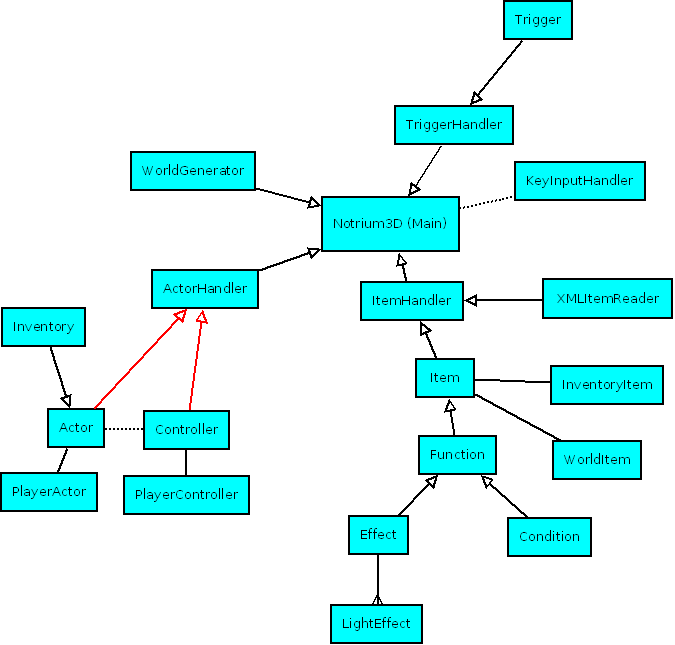 Trigger
TriggerHandler
WorldGenerator
KeyInputHandler
Notrium3D (Main)
ActorHandler
ItemHandler
XMLItemReader
Inventory
Item
InventoryItem
Actor
Controller
Function
WorldItem
PlayerActor
PlayerController
Effect
Condition
LightEffect